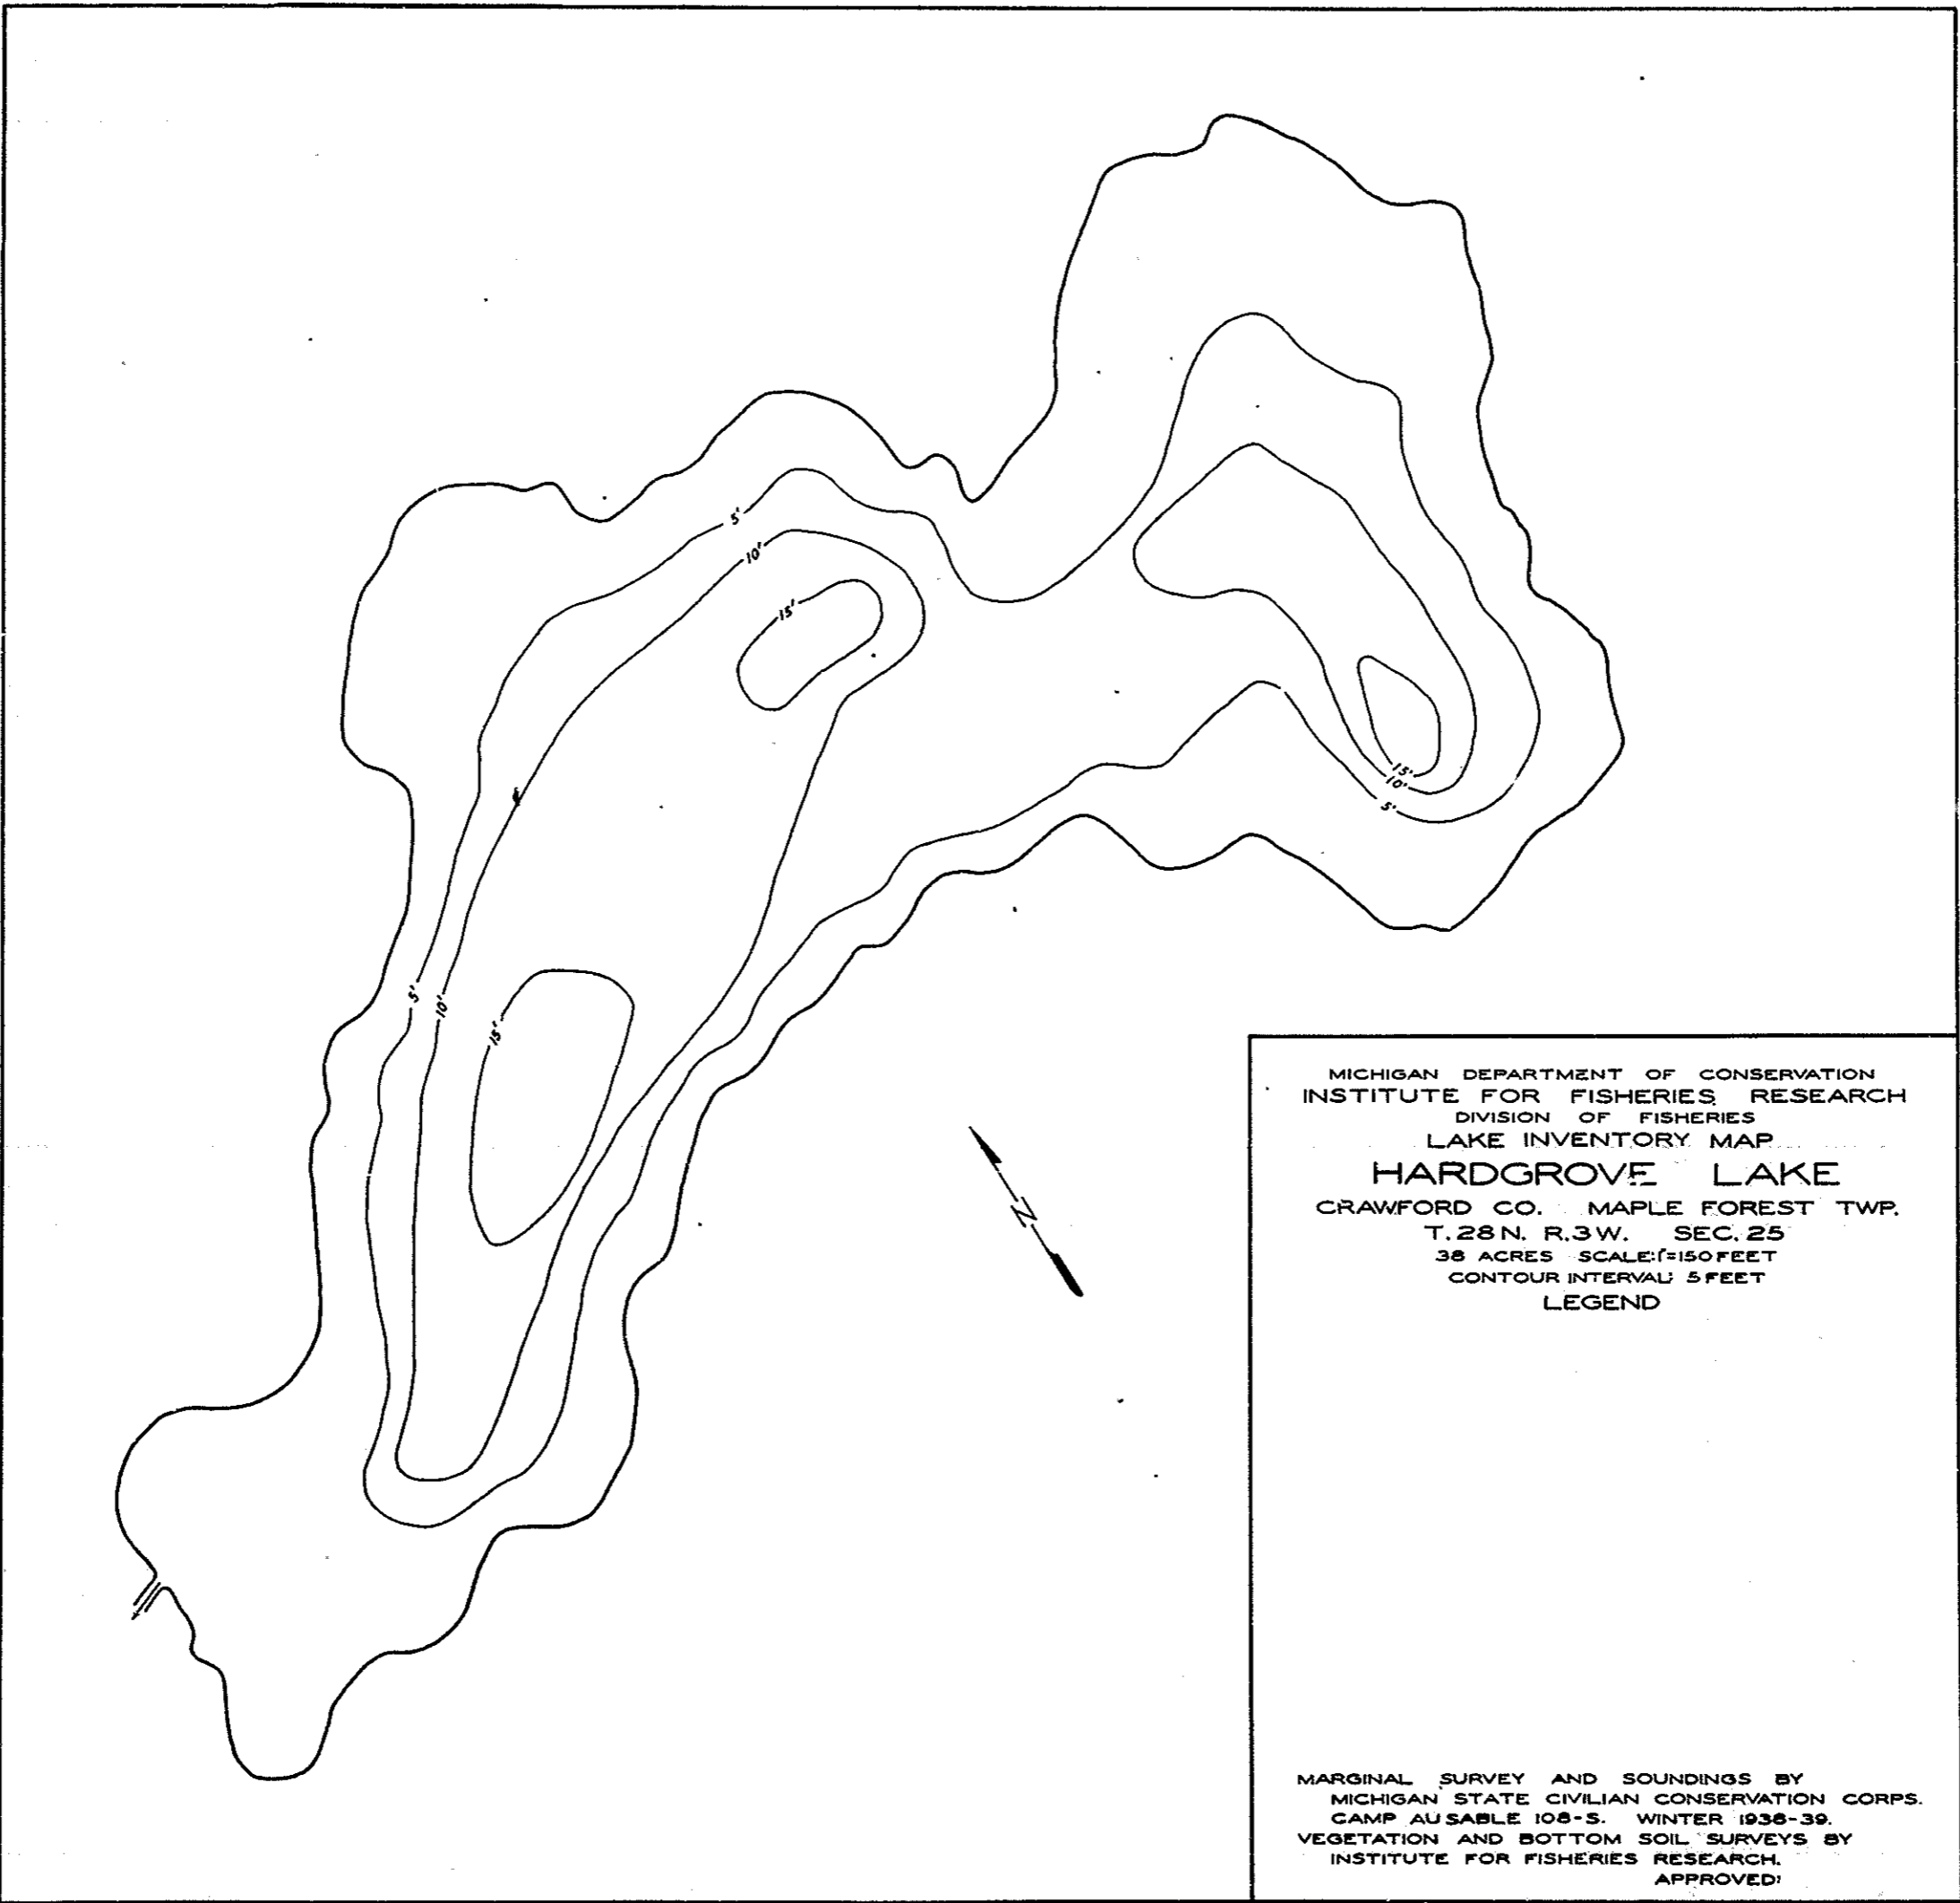 5'
10'
15'
15'
10'
5'
5'
10'
15'
N
MICHIGAN DEPARTMENT OF CONSERVATION
INSTITUTE FOR FISHERIES RESEARCH
DIVISION OF FISHERIES
LAKE INVENTORY MAP
HARDGROVE LAKE
CRAWFORD CO. MAPLE FOREST TWP.
T.28N. R.3W. SEC. 25
38 ACRES SCALE: 1"=150 FEET
CONTOUR INTERVAL: 5 FEET
LEGEND
MARGINAL SURVEY AND SOUNDINGS BY
MICHIGAN STATE CIVILIAN CONSERVATION CORPS.
CAMP AU SABLE 108-S. WINTER 1938-39.
VEGETATION AND BOTTOM SOIL SURVEYS BY
INSTITUTE FOR FISHERIES RESEARCH.
APPROVED: